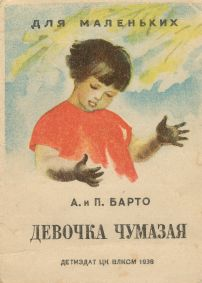 ДЛЯ МАЛЕНЬКИХ
А. и П. БАРТО
ДЕВОЧКА ЧУМАЗАЯ
ДЕТИЗДАТ ЦК ВЛКСМ 1938